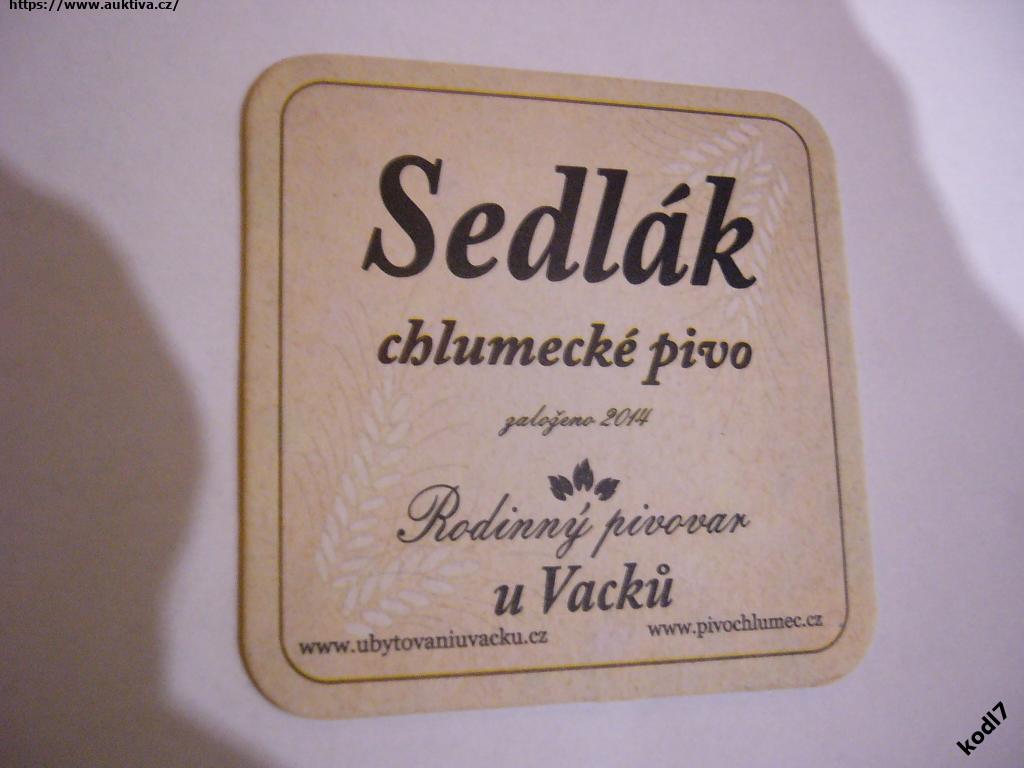 https://www.auktiva.cz/
Sedlák
chlumecké pivo
založeno 2014
Rodinný pivovar
u Vacků
www.ubytovaniuvacku.cz
www.pivochlumec.cz
kodl7